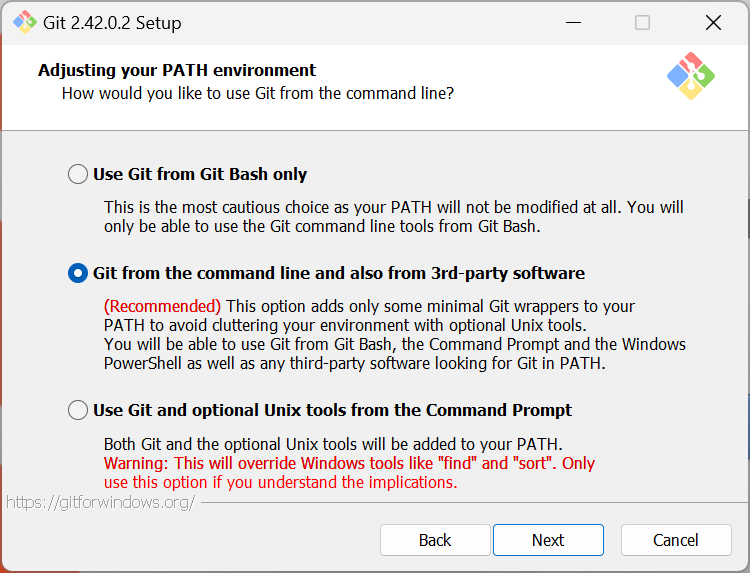 Git 2.42.0.2 Setup
Adjusting your PATH environment
How would you like to use Git from the command line?
Use Git from Git Bash only
This is the most cautious choice as your PATH will not be modified at all. You will
only be able to use the Git command line tools from Git Bash.
Git from the command line and also from 3rd-party software
(Recommended) This option adds only some minimal Git wrappers to your
PATH to avoid cluttering your environment with optional Unix tools.
You will be able to use Git from Git Bash, the Command Prompt and the Windows
PowerShell as well as any third-party software looking for Git in PATH.
Use Git and optional Unix tools from the Command Prompt
Both Git and the optional Unix tools will be added to your PATH.
Warning: This will override Windows tools like "find" and "sort". Only
use this option if you understand the implications.
https://gitforwindows.org/
Back Next Cancel